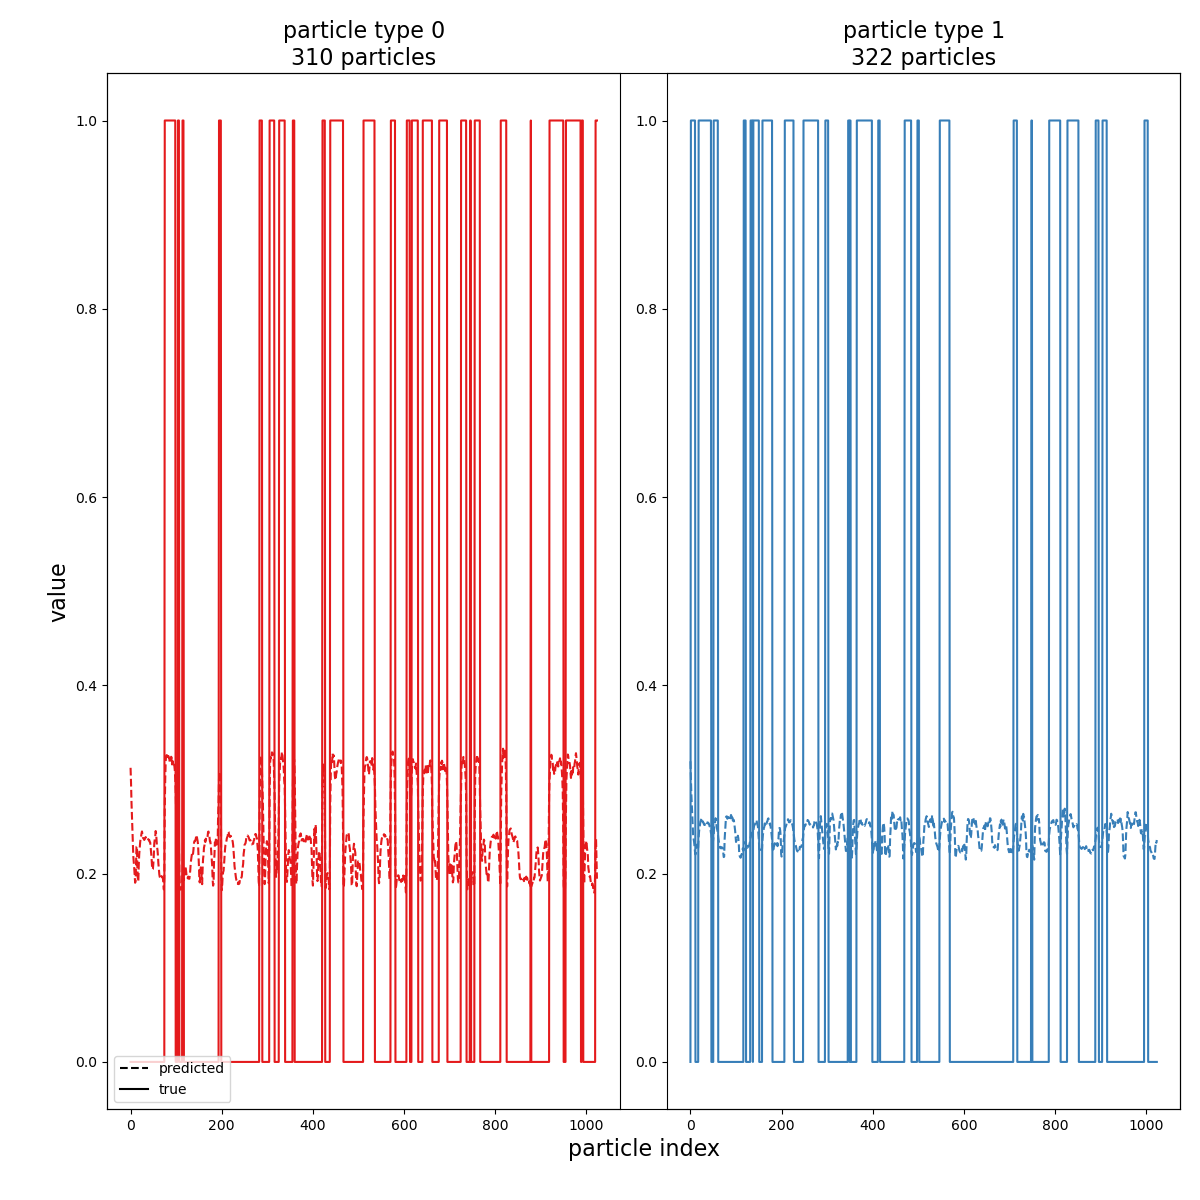 particle type 0
310 particles
particle type 1
322 particles
1.0
0.8
0.6
0.4
0.2
0.0
value
predicted
true
0 200 400 600 800 1000
1.0
0.8
0.6
0.4
0.2
0.0
0 200 400 600 800 1000
particle index